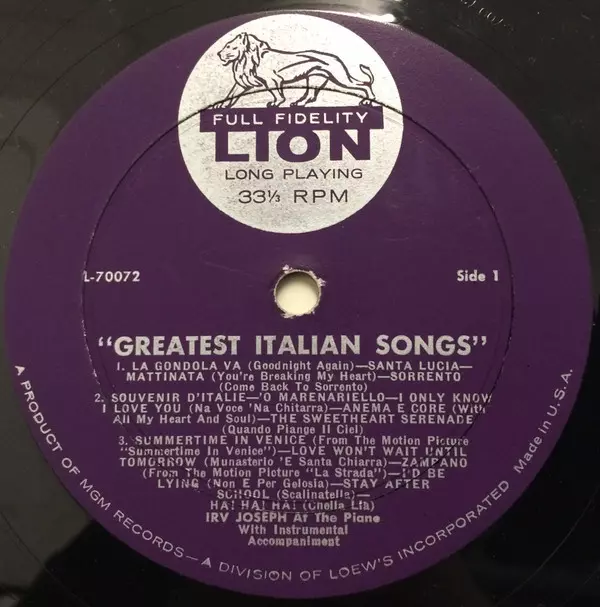 FULL FIDELITY
LION
LONG PLAYING
33⅓ RPM
L-70072
Side 1
"GREATEST ITALIAN SONGS"
1. LA GONDOLA VA (Goodnight Again)—SANTA LUCIA—
MATTINATA (You're Breaking My Heart)—SORRENTO
(Come Back To Sorrento)
2. SOUVENIR D'ITALIE—'O MARENARIELLO—I ONLY KNOW
I LOVE YOU (Na Voce 'Na Chitarra)—ANEMA E CORE (With
All My Heart And Soul)—THE SWEETHEART SERENADE
(Quando Piange Il Ciel)
3. SUMMERTIME IN VENICE (From The Motion Picture
"Summertime In Venice")—LOVE WON'T WAIT UNTIL
TOMORROW (Munasterio 'E Santa Chiarra)—ZAMPANO
(From The Motion Picture "La Strada")—I'D BE
LYING (Non E Per Gelosia)—STAY AFTER
SCHOOL (Scalinatella)—
HA! HA! HA! (Chella Lla)
IRV JOSEPH At The Piano
With Instrumental
Accompaniment
A PRODUCT OF MGM RECORDS—A DIVISION OF LOEW'S INCORPORATED Made in U.S.A.